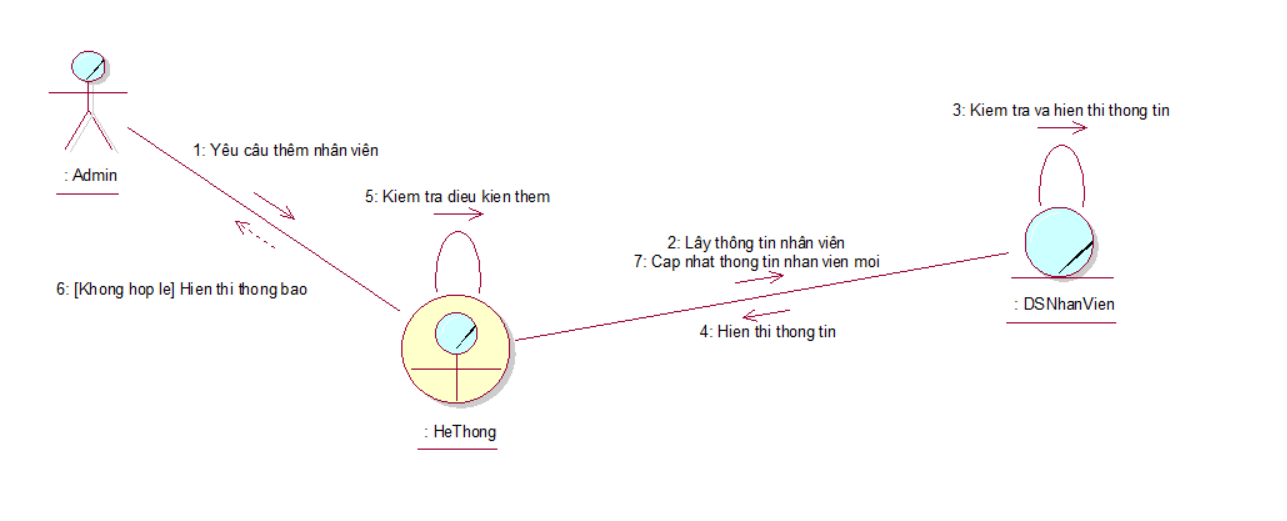 3: Kiem tra va hien thi thong tin
1: Yêu câu thêm nhân viên
: Admin
5: Kiem tra dieu kien them
2: Lây thông tin nhân viên
7: Cap nhat thong tin nhan vien moi
6: [Khong hop le] Hien thi thong bao
: DSNhanVien
4: Hien thi thong tin
: HeThong